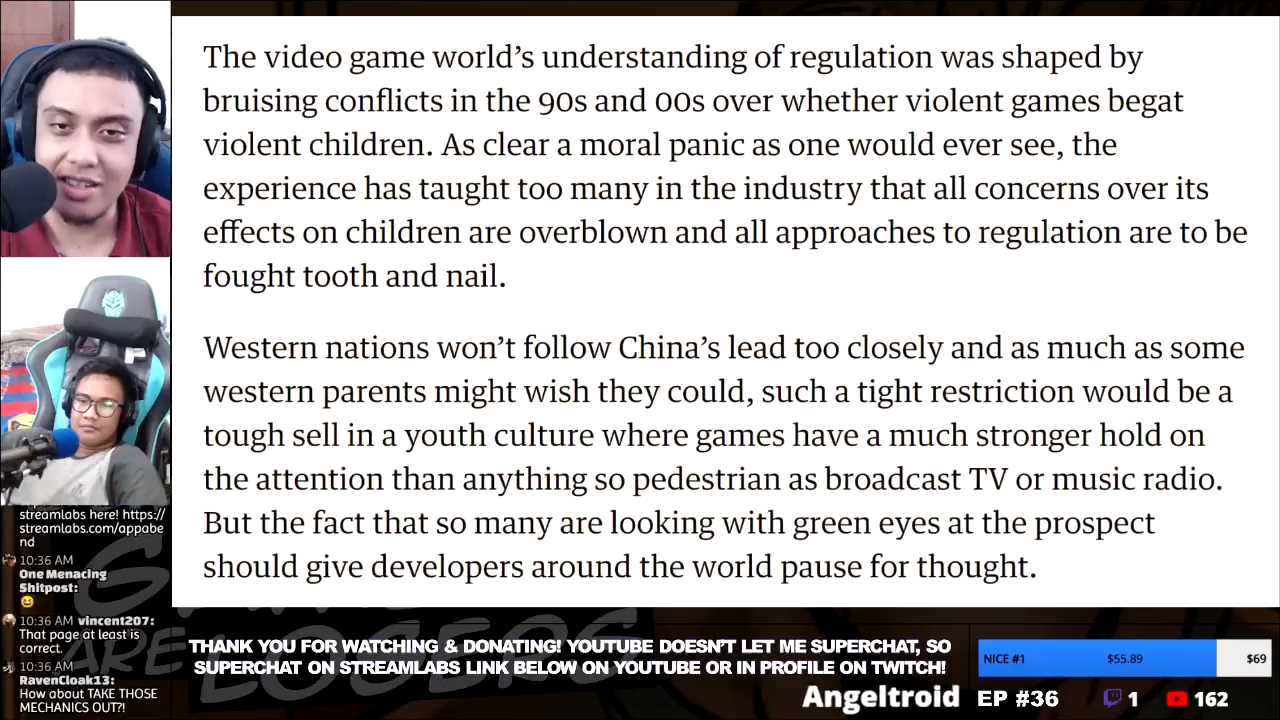 The video game world's understanding of regulation was shaped by
bruising conflicts in the 90s and 00s over whether violent games begat
violent children. As clear a moral panic as one would ever see, the
experience has taught too many in the industry that all concerns over its
effects on children are overblown and all approaches to regulation are to be
fought tooth and nail.
Western nations won't follow China's lead too closely and as much as some
western parents might wish they could, such a tight restriction would be a
tough sell in a youth culture where games have a much stronger hold on
the attention than anything so pedestrian as broadcast TV or music radio.
But the fact that so many are looking with green eyes at the prospect
should give developers around the world pause for thought.
streamlabs here! https://
streamlabs.com/appabe
nd
10:36 AM
One Menacing
Shitpost:
10:36 AM vincent207:
That page at least is
correct.
10:36 AM
RavenCloak13:
How about TAKE THOSE
MECHANICS OUT?!
ARE LOSERS
THANK YOU FOR WATCHING & DONATING! YOUTUBE DOESN'T LET ME SUPERCHAT, SO
SUPERCHAT ON STREAMLABS LINK BELOW ON YOUTUBE OR IN PROFILE ON TWITCH!
NICE #1 $55.89 $69
Angeltroid EP #36 1 162